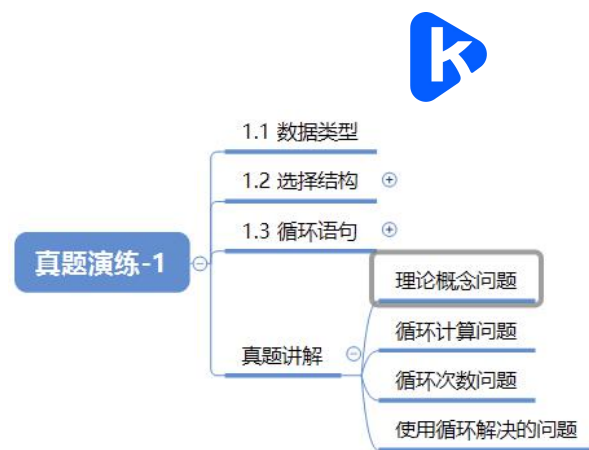 k
1.1 数据类型
1.2 选择结构
1.3 循环语句
真题演练-1
理论概念问题
循环计算问题
真题讲解
循环次数问题
使用循环解决的问题